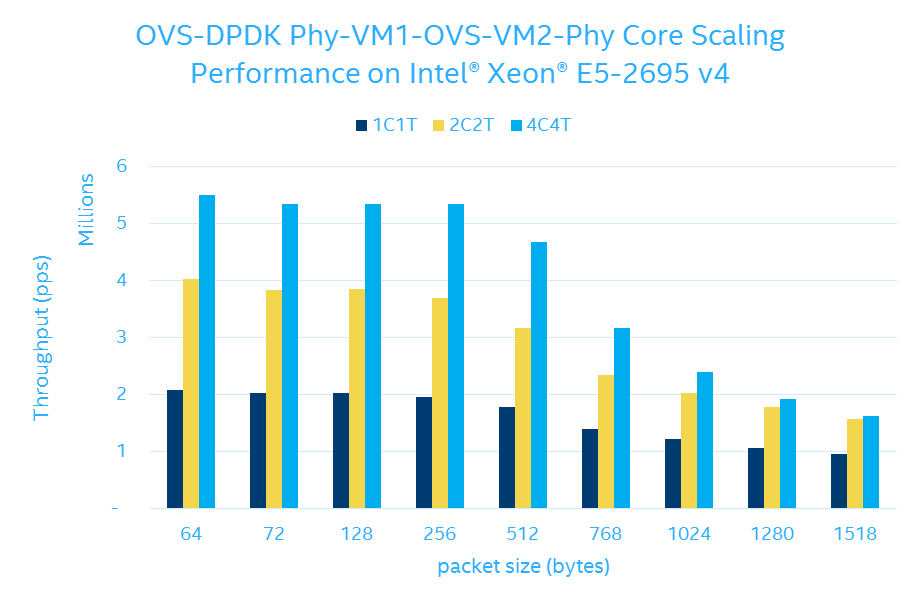 OVS-DPDK Phy-VM1-OVS-VM2-Phy Core Scaling
Performance on Intel® Xeon® E5-2695 v4
1C1T 2C2T 4C4T
Throughput (pps)
Millions
6
5
4
3
2
1
-
64 72 128 256 512 768 1024 1280 1518
packet size (bytes)